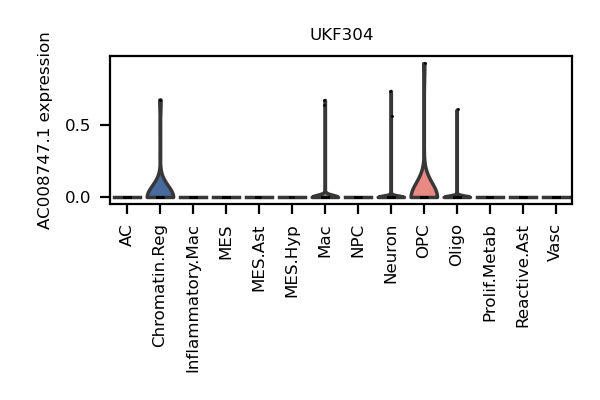 UKF304
AC008747.1 expression
0.5
0.0
AC
Chromatin.Reg
Inflammatory.Mac
MES
MES.Ast
MES.Hyp
Mac
NPC
Neuron
OPC
Oligo
Prolif.Metab
Reactive.Ast
Vasc